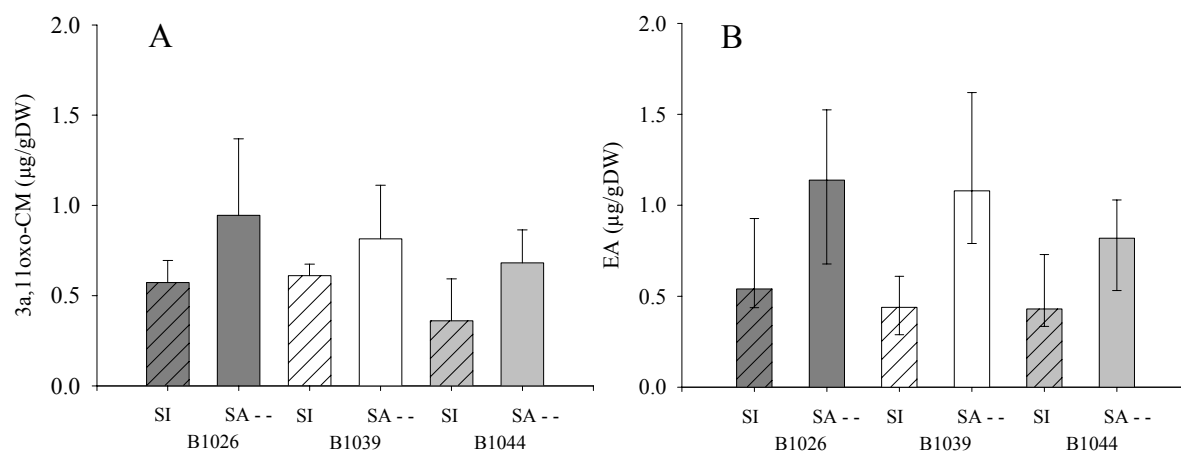 A
3a,11oxo-CM (µg/gDW)
2.0
1.5
1.0
0.5
0.0
SI SA - - SI SA - - SI SA - -
B1026 B1039 B1044
B
EA (µg/gDW)
2.0
1.5
1.0
0.5
0.0
SI SA - - SI SA - - SI SA - -
B1026 B1039 B1044